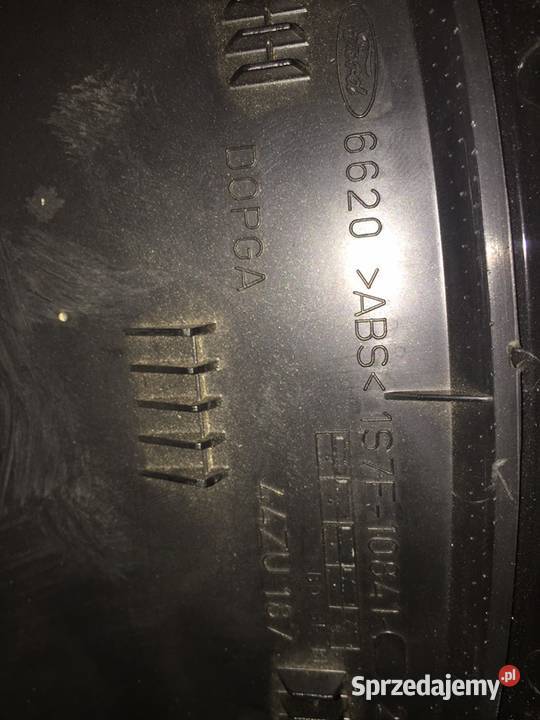 Ford 6620 >ABS< 1S7F-10841-C
DOPGA
Sprzedajemy.pl